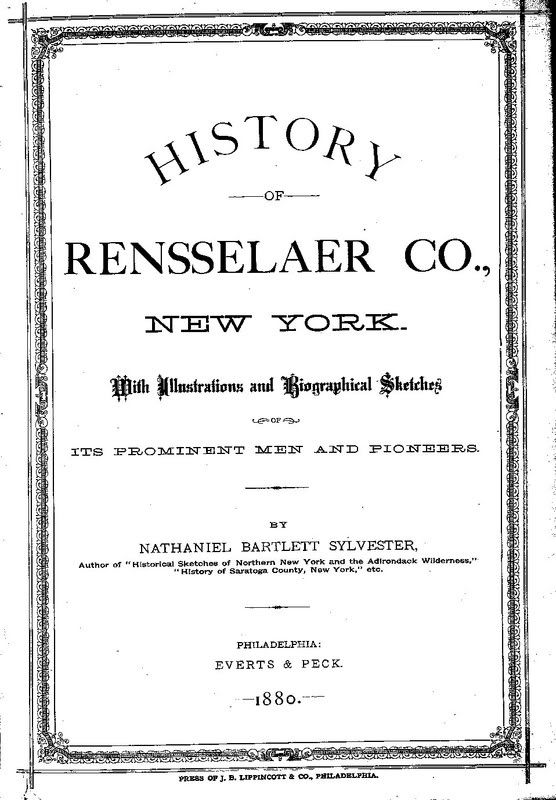 HISTORY
OF
RENSSELAER CO.,
NEW YORK.
With Illustrations and Biographical Sketches
OF
ITS PROMINENT MEN AND PIONEERS.
BY
NATHANIEL BARTLETT SYLVESTER,
Author of "Historical Sketches of Northern New York and the Adirondack Wilderness,"
"History of Saratoga County, New York," etc.
PHILADELPHIA:
EVERTS & PECK.
1880.
PRESS OF J. B. LIPPINCOTT & CO., PHILADELPHIA.